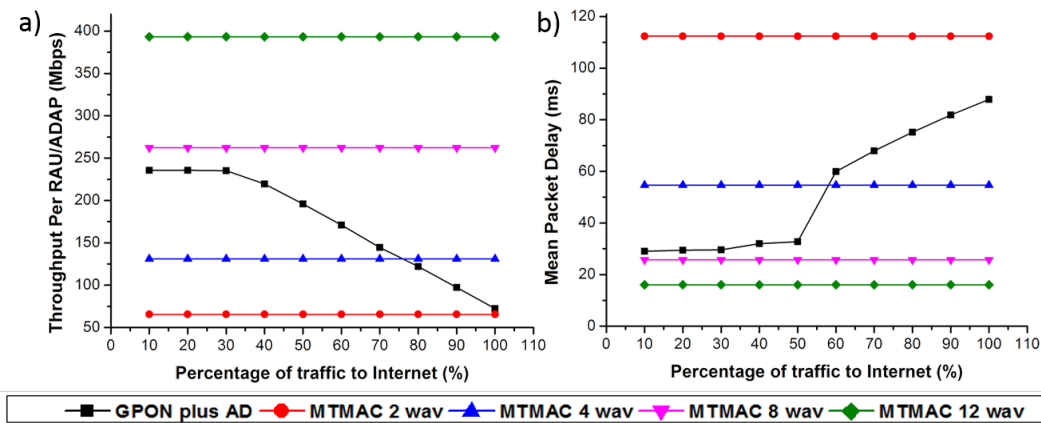 a)
Throughput Per RAU/ADAP (Mbps)
400
350
300
250
200
150
100
50
0 10 20 30 40 50 60 70 80 90 100 110
Percentage of traffic to Internet (%)
b)
Mean Packet Delay (ms)
120
100
80
60
40
20
0
0 10 20 30 40 50 60 70 80 90 100 110
Percentage of traffic to Internet (%)
GPON plus AD MTMAC 2 wav MTMAC 4 wav MTMAC 8 wav MTMAC 12 wav